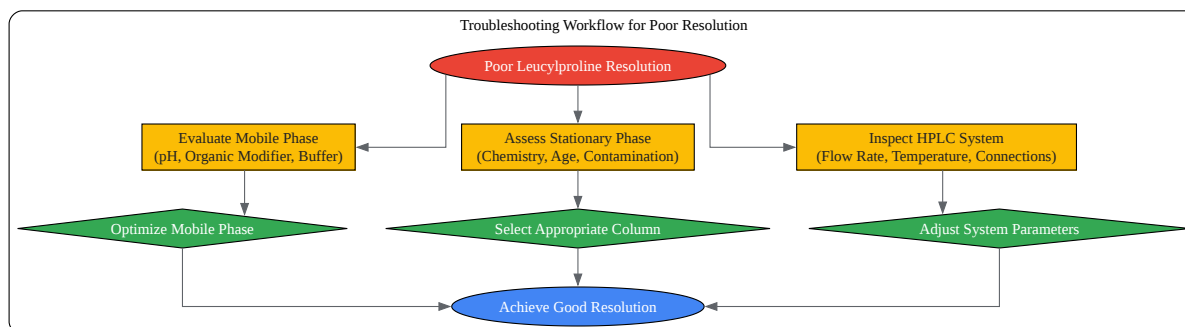 Troubleshooting Workflow for Poor Resolution
Poor Leucylproline Resolution
Evaluate Mobile Phase
(pH, Organic Modifier, Buffer)
Assess Stationary Phase
(Chemistry, Age, Contamination)
Inspect HPLC System
(Flow Rate, Temperature, Connections)
Optimize Mobile Phase
Select Appropriate Column
Adjust System Parameters
Achieve Good Resolution